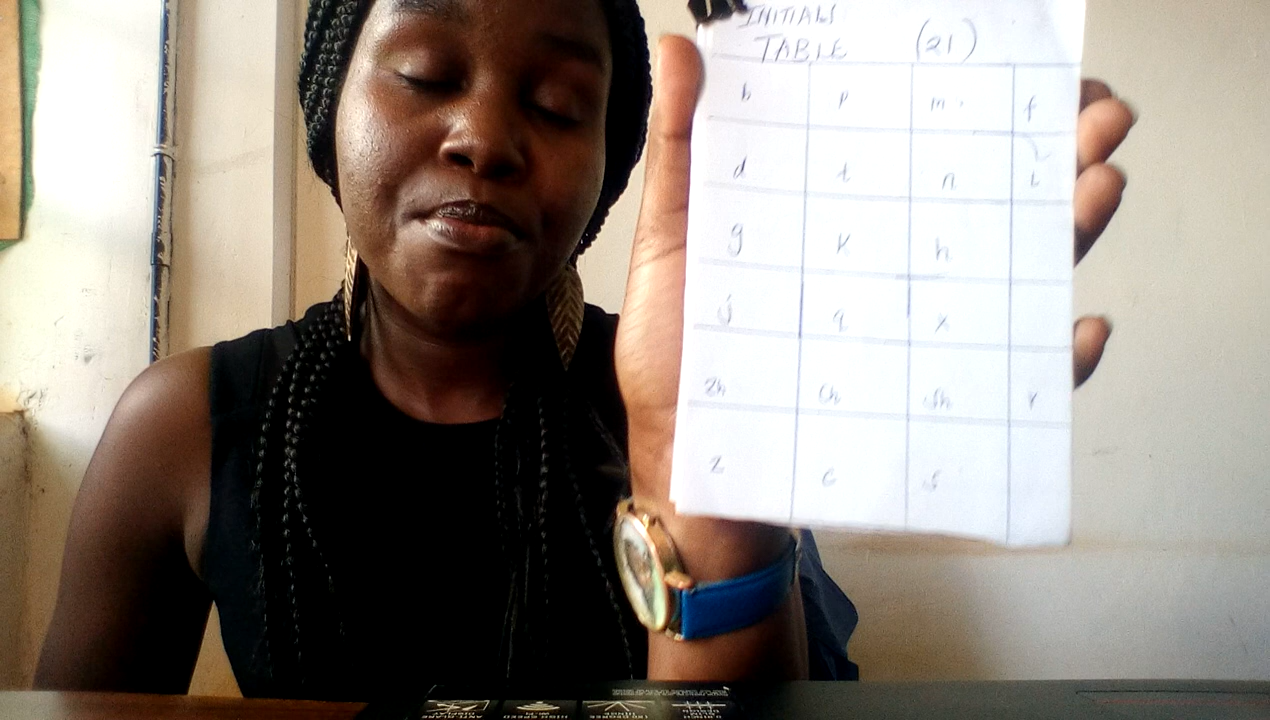 INITIALS
TABLE (21)
b p m f
d t n l
g k h
j q x
zh ch sh r
z c s